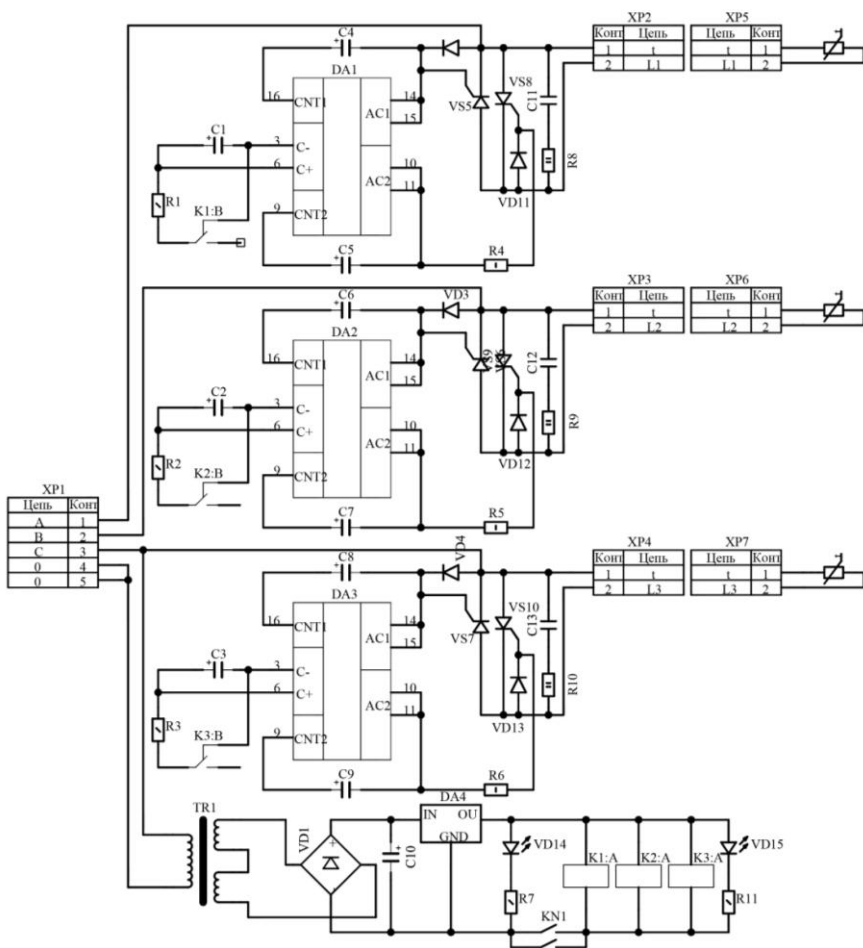 XP2 XP5
C4
Конт Цепь
Цепь Конт
1 t
t 1
2 L1
L1 2
DA1
VS8
16 CNT1
AC1 14
15
VS5
C11
C1
3 C-
6 C+
AC2 10
11
R8
R1
K1:B
9 CNT2
VD11
C5
R4
XP3 XP6
C6
VD3
Конт Цепь
Цепь Конт
1 t
t 1
2 L2
L2 2
DA2
16 CNT1
AC1 14
15
VS9
C12
C2
3 C-
6 C+
AC2 10
11
R9
R2
K2:B
9 CNT2
VD12
XP1
Цепь Конт
A 1
B 2
C 3
0 4
0 5
C7
R5
VD4
XP4 XP7
C8
Конт Цепь
Цепь Конт
1 t
t 1
2 L3
L3 2
DA3
VS10
16 CNT1
AC1 14
15
VS7
C13
C3
3 C-
6 C+
AC2 10
11
R10
R3
K3:B
9 CNT2
VD13
C9
R6
TR1
VD1
C10
DA4
IN OU
GND
VD14
K1:A
K2:A
K3:A
VD15
R7
R11
KN1